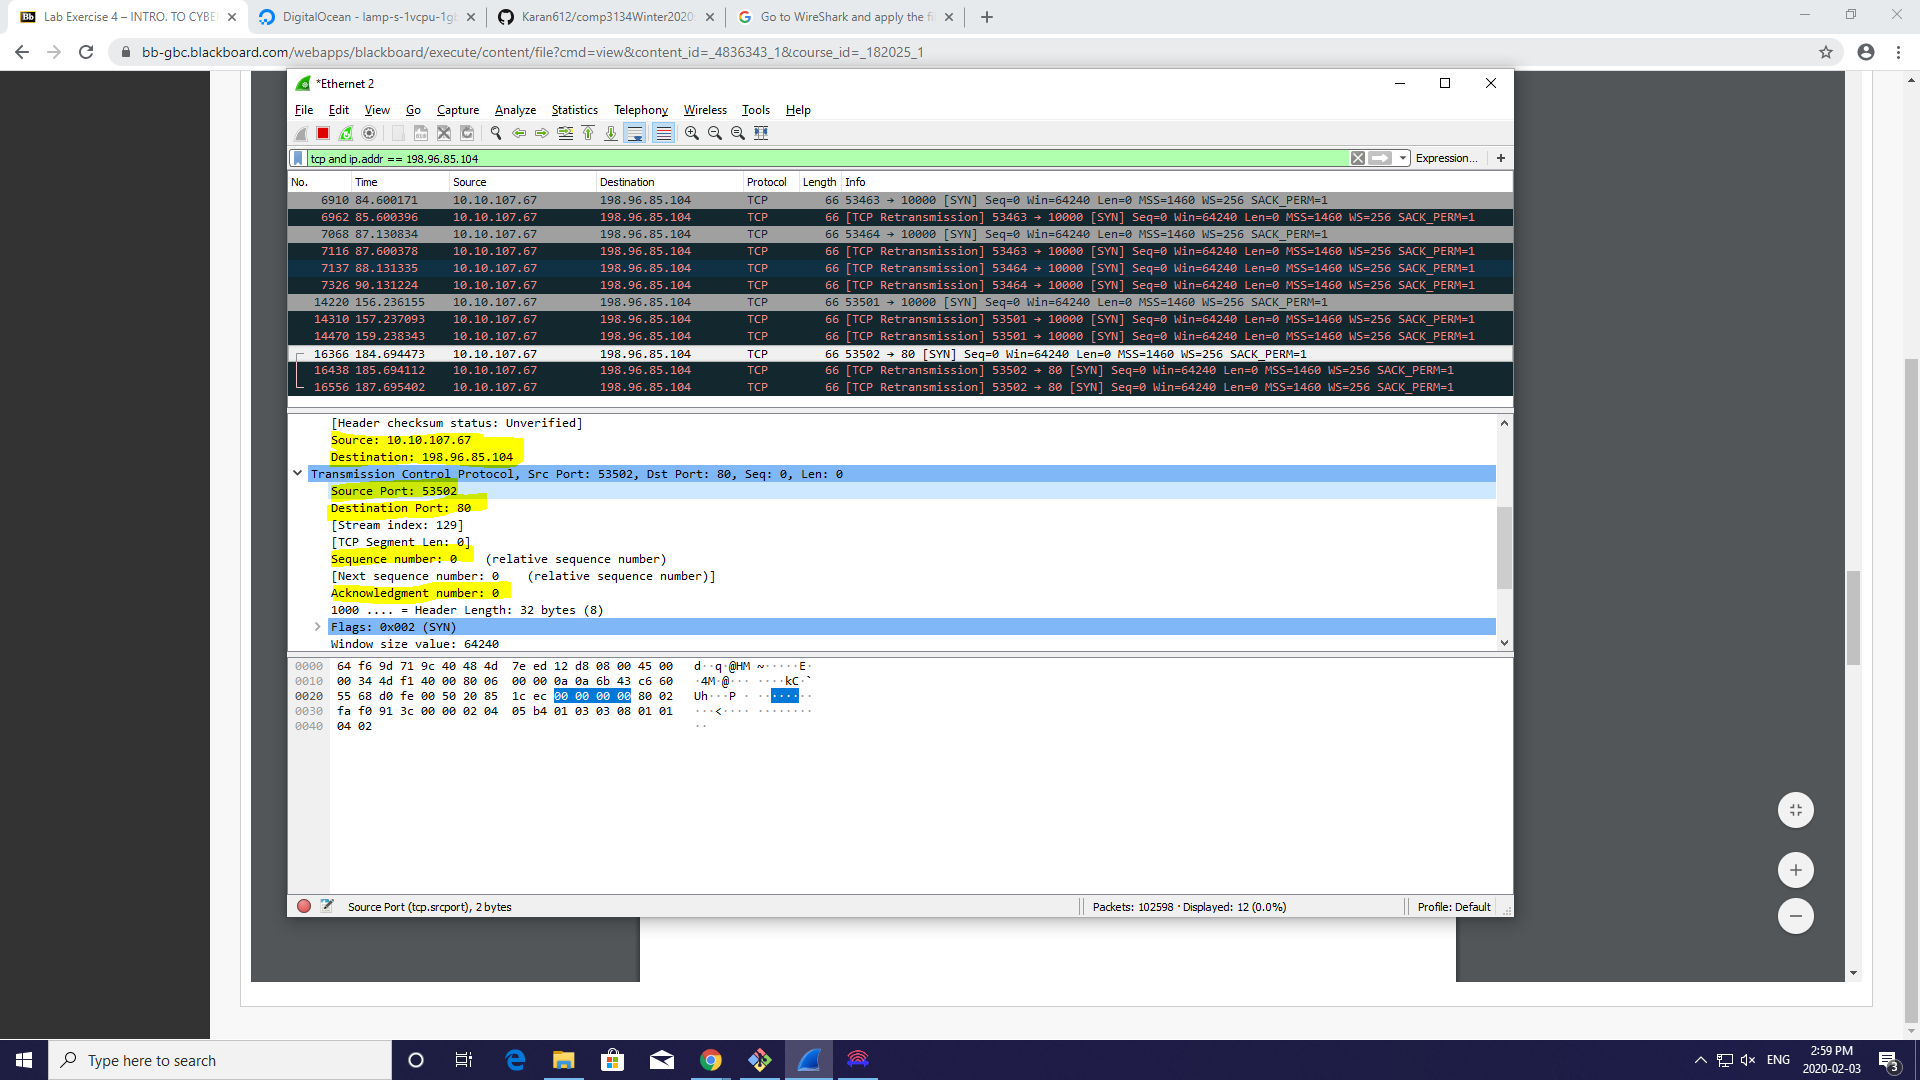 Lab Exercise 4 – INTRO. TO CYBE
DigitalOcean - lamp-s-1vcpu-1g
Karan612/comp3134Winter2020
Go to WireShark and apply the fi
bb-gbc.blackboard.com/webapps/blackboard/execute/content/file?cmd=view&content_id=_4836343_1&course_id=_182025_1
*Ethernet 2
File Edit View Go Capture Analyze Statistics Telephony Wireless Tools Help
tcp and ip.addr == 198.96.85.104
Expression...
No. Time Source Destination Protocol Length Info
6910 84.600171 10.10.107.67 198.96.85.104 TCP 66 53463 → 10000 [SYN] Seq=0 Win=64240 Len=0 MSS=1460 WS=256 SACK_PERM=1
6962 85.600396 10.10.107.67 198.96.85.104 TCP 66 [TCP Retransmission] 53463 → 10000 [SYN] Seq=0 Win=64240 Len=0 MSS=1460 WS=256 SACK_PERM=1
7068 87.130834 10.10.107.67 198.96.85.104 TCP 66 53464 → 10000 [SYN] Seq=0 Win=64240 Len=0 MSS=1460 WS=256 SACK_PERM=1
7116 87.600378 10.10.107.67 198.96.85.104 TCP 66 [TCP Retransmission] 53463 → 10000 [SYN] Seq=0 Win=64240 Len=0 MSS=1460 WS=256 SACK_PERM=1
7137 88.131335 10.10.107.67 198.96.85.104 TCP 66 [TCP Retransmission] 53464 → 10000 [SYN] Seq=0 Win=64240 Len=0 MSS=1460 WS=256 SACK_PERM=1
7326 90.131224 10.10.107.67 198.96.85.104 TCP 66 [TCP Retransmission] 53464 → 10000 [SYN] Seq=0 Win=64240 Len=0 MSS=1460 WS=256 SACK_PERM=1
14220 156.236155 10.10.107.67 198.96.85.104 TCP 66 53501 → 10000 [SYN] Seq=0 Win=64240 Len=0 MSS=1460 WS=256 SACK_PERM=1
14310 157.237093 10.10.107.67 198.96.85.104 TCP 66 [TCP Retransmission] 53501 → 10000 [SYN] Seq=0 Win=64240 Len=0 MSS=1460 WS=256 SACK_PERM=1
14470 159.238343 10.10.107.67 198.96.85.104 TCP 66 [TCP Retransmission] 53501 → 10000 [SYN] Seq=0 Win=64240 Len=0 MSS=1460 WS=256 SACK_PERM=1
16366 184.694473 10.10.107.67 198.96.85.104 TCP 66 53502 → 80 [SYN] Seq=0 Win=64240 Len=0 MSS=1460 WS=256 SACK_PERM=1
16438 185.694112 10.10.107.67 198.96.85.104 TCP 66 [TCP Retransmission] 53502 → 80 [SYN] Seq=0 Win=64240 Len=0 MSS=1460 WS=256 SACK_PERM=1
16556 187.695402 10.10.107.67 198.96.85.104 TCP 66 [TCP Retransmission] 53502 → 80 [SYN] Seq=0 Win=64240 Len=0 MSS=1460 WS=256 SACK_PERM=1
[Header checksum status: Unverified]
Source: 10.10.107.67
Destination: 198.96.85.104
Transmission Control Protocol, Src Port: 53502, Dst Port: 80, Seq: 0, Len: 0
Source Port: 53502
Destination Port: 80
[Stream index: 129]
[TCP Segment Len: 0]
Sequence number: 0 (relative sequence number)
[Next sequence number: 0 (relative sequence number)]
Acknowledgment number: 0
1000 .... = Header Length: 32 bytes (8)
Flags: 0x002 (SYN)
Window size value: 64240
0000 64 f6 9d 71 9c 40 48 4d 7e ed 12 d8 08 00 45 00 d··q·@HM ~·····E·
0010 00 34 4d f1 40 00 80 06 00 00 0a 0a 6b 43 c6 60 ·4M·@··· ····kC·`
0020 55 68 d0 fe 00 50 20 85 1c ec 00 00 00 00 80 02 Uh···P · ········
0030 fa f0 91 3c 00 00 02 04 05 b4 01 03 03 08 01 01 ···<···· ········
0040 04 02 ··
Source Port (tcp.srcport), 2 bytes
Packets: 102598 · Displayed: 12 (0.0%)
Profile: Default
Type here to search
ENG
2:59 PM
2020-02-03
3